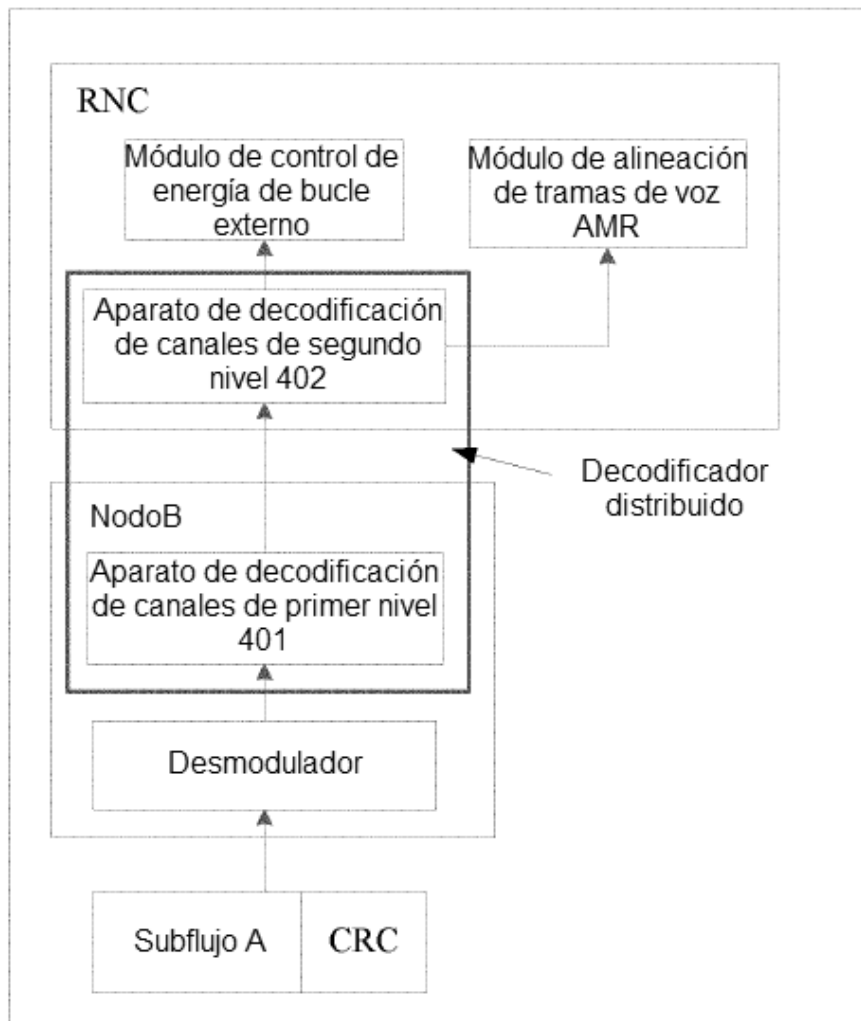 RNC
Módulo de control de
energía de bucle
externo
Módulo de alineación
de tramas de voz
AMR
Aparato de decodificación
de canales de segundo
nivel 402
Decodificador
distribuido
NodoB
Aparato de decodificación
de canales de primer nivel
401
Desmodulador
Subflujo A
CRC